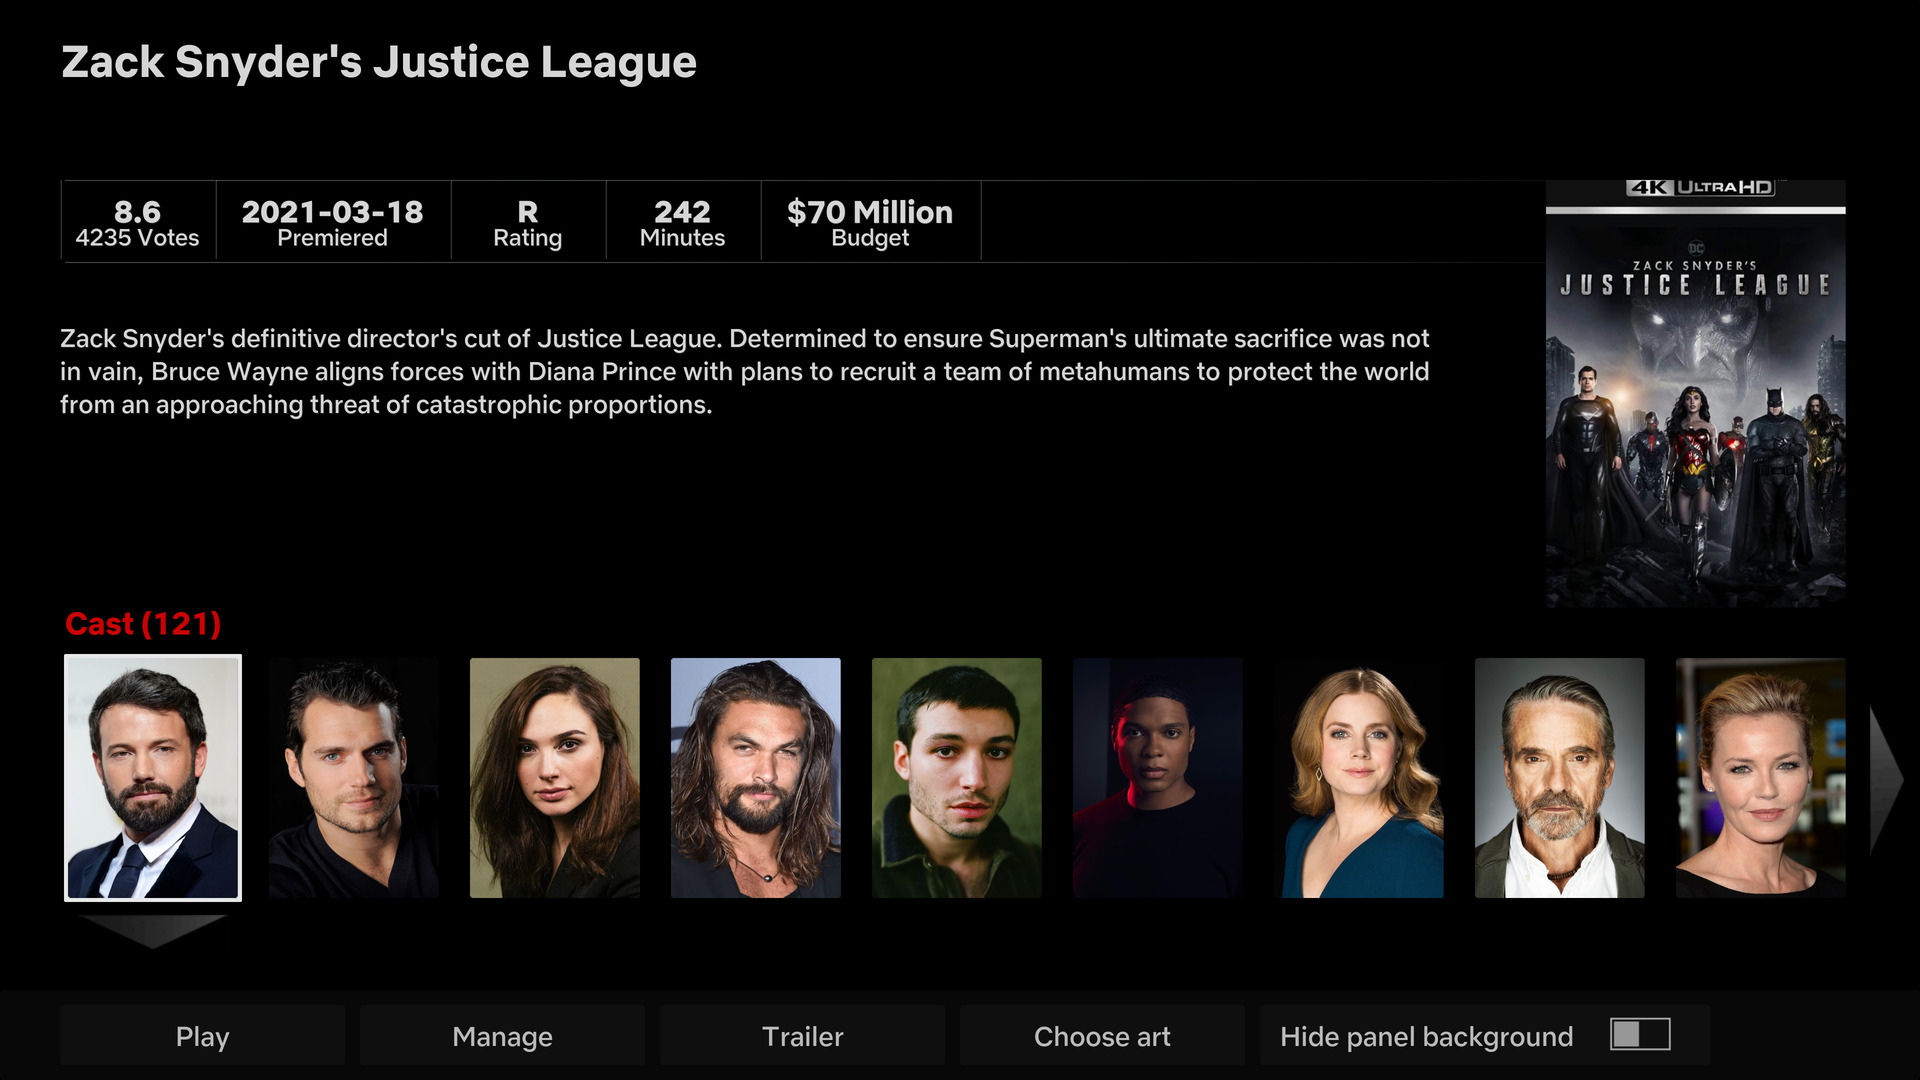 Zack Snyder's Justice League
8.6
4235 Votes
2021-03-18
Premiered
R
Rating
242
Minutes
$70 Million
Budget
4K ULTRA HD
DC
ZACK SNYDER'S
JUSTICE LEAGUE
Zack Snyder's definitive director's cut of Justice League. Determined to ensure Superman's ultimate sacrifice was not
in vain, Bruce Wayne aligns forces with Diana Prince with plans to recruit a team of metahumans to protect the world
from an approaching threat of catastrophic proportions.
Cast (121)
Play
Manage
Trailer
Choose art
Hide panel background